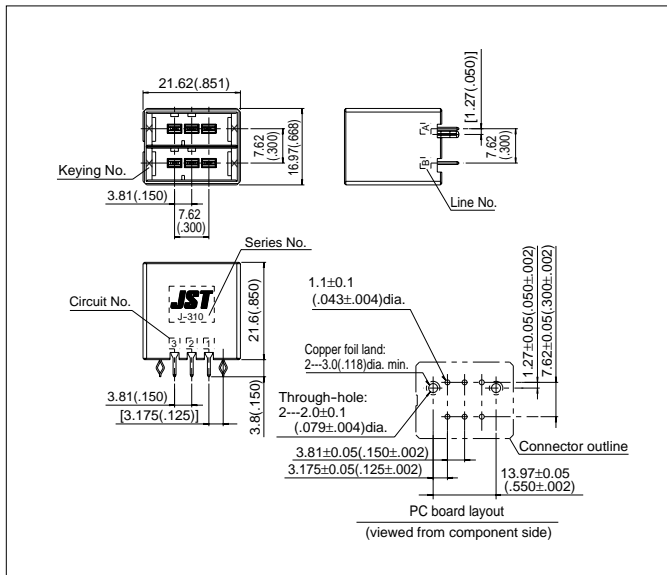 21.62(.851)
[1.27(.050)]
7.62
(.300)
16.97(.668)
A
7.62
(.300)
B
Keying No.
Line No.
3.81(.150)
7.62
(.300)
Series No.
Circuit No.
JST
J-310
3 2 1
21.6(.850)
3.81(.150)
[3.175(.125)]
3.8(.150)
1.1±0.1
(.043±.004)dia.
1.27±0.05(.050±.002)
7.62±0.05(.300±.002)
Copper foil land:
2---3.0(.118)dia. min.
Through-hole:
2---2.0±0.1
(.079±.004)dia.
Connector outline
3.81±0.05(.150±.002)
3.175±0.05(.125±.002)
13.97±0.05
(.550±.002)
PC board layout
(viewed from component side)